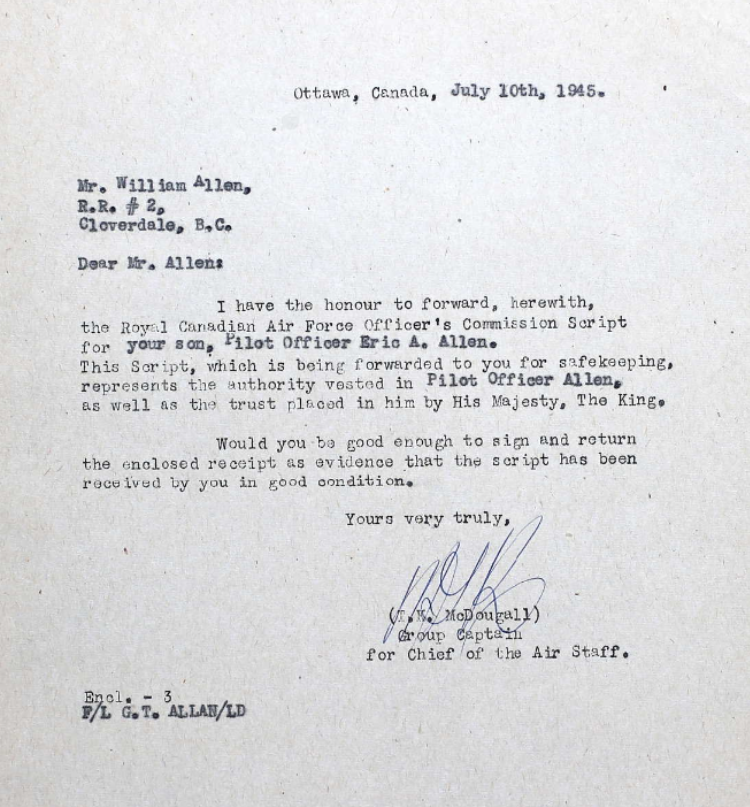 Ottawa, Canada, July 10th, 1945.
Mr. William Allen,
R.R. # 2,
Cloverdale, B.C.
Dear Mr. Allen:
I have the honour to forward, herewith,
the Royal Canadian Air Force Officer's Commission Script
for your son, Pilot Officer Eric A. Allen.
This Script, which is being forwarded to you for safekeeping,
represents the authority vested in Pilot Officer Allen,
as well as the trust placed in him by His Majesty, The King.
Would you be good enough to sign and return
the enclosed receipt as evidence that the script has been
received by you in good condition.
Yours very truly,
McDougall)
Group Captain
for Chief of the Air Staff.
Encl. - 3
F/L G.T. ALLAN/LD